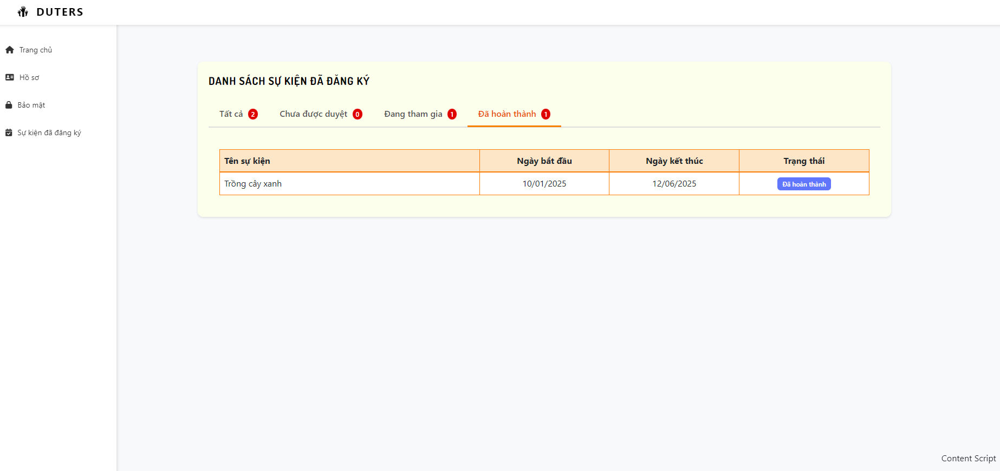 DUTERS
Trang chủ
Hồ sơ
Bảo mật
Sự kiện đã đăng ký
DANH SÁCH SỰ KIỆN ĐÃ ĐĂNG KÝ
Tất cả 2 Chưa được duyệt 0 Đang tham gia 1 Đã hoàn thành 1
Tên sự kiện Ngày bắt đầu Ngày kết thúc Trạng thái
Trồng cây xanh 10/01/2025 12/06/2025 Đã hoàn thành
Content Script